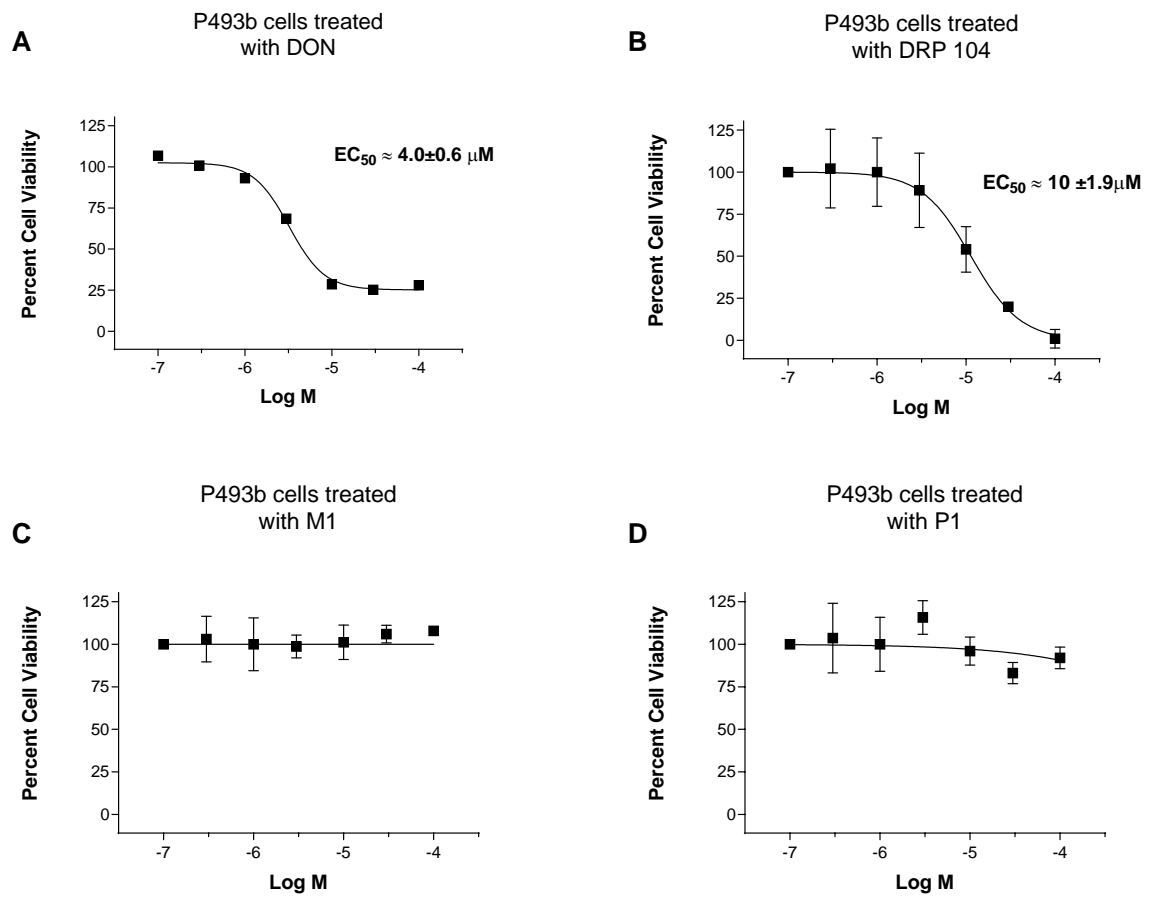 A
P493b cells treated
with DON
Percent Cell Viability
125
100
75
50
25
0
EC50 ≈ 4.0±0.6 μM
-7
-6
-5
-4
Log M
B
P493b cells treated
with DRP 104
Percent Cell Viability
125
100
75
50
25
0
EC50 ≈ 10 ±1.9μM
-7
-6
-5
-4
Log M
C
P493b cells treated
with M1
Percent Cell Viability
125
100
75
50
25
0
-7
-6
-5
-4
Log M
D
P493b cells treated
with P1
Percent Cell Viability
125
100
75
50
25
0
-7
-6
-5
-4
Log M